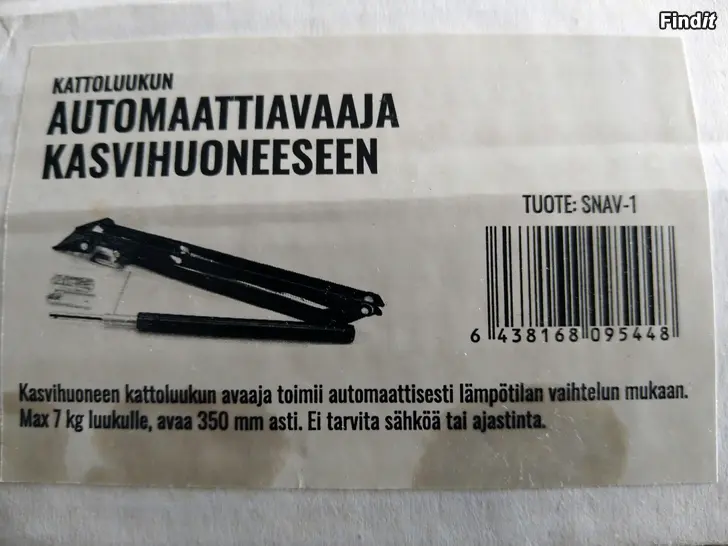 Findit
KATTOLUUKUN
AUTOMAATTIAVAAJA
KASVIHUONEESEEN
TUOTE: SNAV-1
6 438168 095448
Kasvihuoneen kattoluukun avaaja toimii automaattisesti lämpötilan vaihtelun mukaan.
Max 7 kg luukulle, avaa 350 mm asti. Ei tarvita sähköä tai ajastinta.